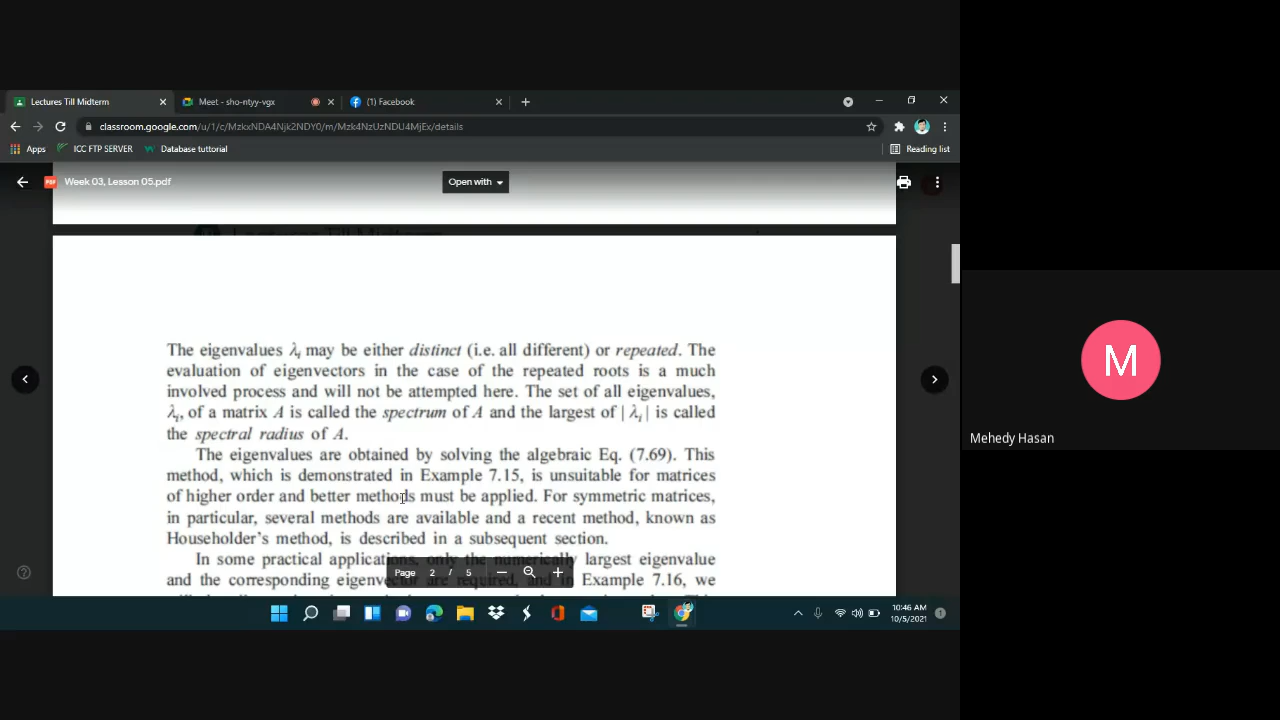 Lectures Till Midterm
Meet - sho-ntyy-vgx
(1) Facebook
classroom.google.com/u/1/c/MzkxNDA4Njk2NDY0/m/Mzk4NzUzNDU4MjEx/details
Apps
ICC FTP SERVER
Database tuttorial
Reading list
Week 03, Lesson 05.pdf
Open with
The eigenvalues λi may be either distinct (i.e. all different) or repeated. The
evaluation of eigenvectors in the case of the repeated roots is a much
involved process and will not be attempted here. The set of all eigenvalues,
λi, of a matrix A is called the spectrum of A and the largest of | λi | is called
the spectral radius of A.
The eigenvalues are obtained by solving the algebraic Eq. (7.69). This
method, which is demonstrated in Example 7.15, is unsuitable for matrices
of higher order and better methods must be applied. For symmetric matrices,
in particular, several methods are available and a recent method, known as
Householder's method, is described in a subsequent section.
In some practical applications, only the numerically largest eigenvalue
and the corresponding eigenvector are required, and in Example 7.16, we
Page 2 / 5
M
Mehedy Hasan
10:46 AM
10/5/2021